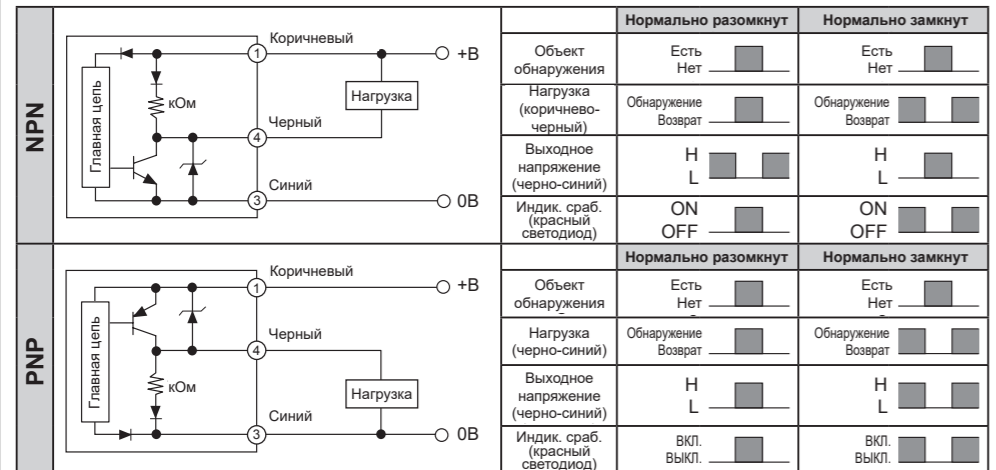 NPN
Главная цепь
кОм
1
Коричневый
+В
Нагрузка
4
Черный
3
Синий
0В
Нормально разомкнут
Нормально замкнут
Объект
обнаружения
Есть
Нет
Есть
Нет
Нагрузка
(коричнево-
черный)
Обнаружение
Возврат
Обнаружение
Возврат
Выходное
напряжение
(черно-синий)
H
L
H
L
Индик. сраб.
(красный
светодиод)
ON
OFF
ON
OFF
PNP
Главная цепь
кОм
1
Коричневый
+В
4
Черный
Нагрузка
3
Синий
0В
Нормально разомкнут
Нормально замкнут
Объект
обнаружения
Есть
Нет
Есть
Нет
Нагрузка
(черно-синий)
Обнаружение
Возврат
Обнаружение
Возврат
Выходное
напряжение
(черно-синий)
H
L
H
L
Индик. сраб.
(красный
светодиод)
ВКЛ.
ВЫКЛ.
ВКЛ.
ВЫКЛ.